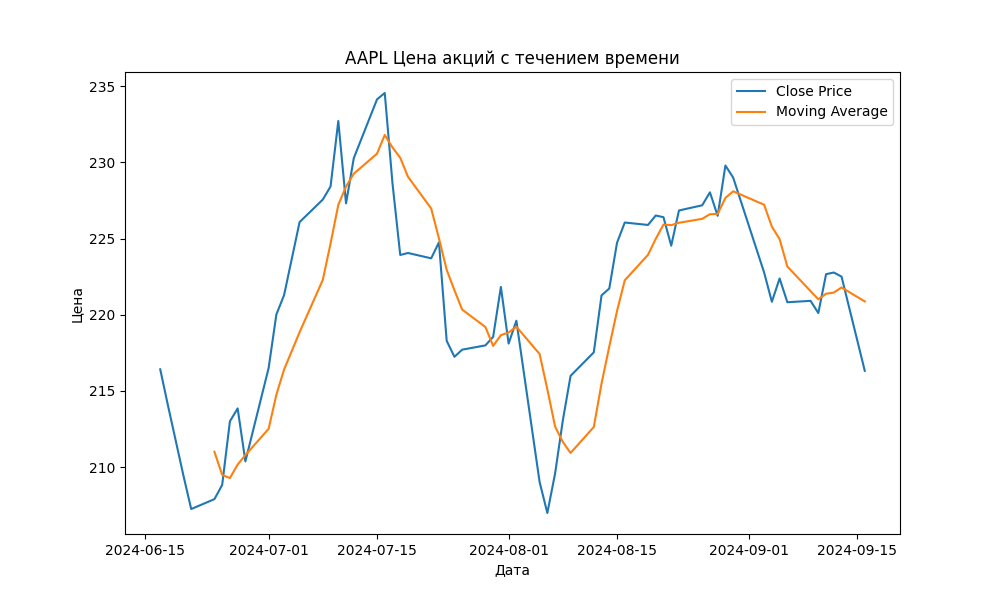 AAPL Цена акций с течением времени
Close Price
Moving Average
Цена
235
230
225
220
215
210
2024-06-15
2024-07-01
2024-07-15
2024-08-01
2024-08-15
2024-09-01
2024-09-15
Дата